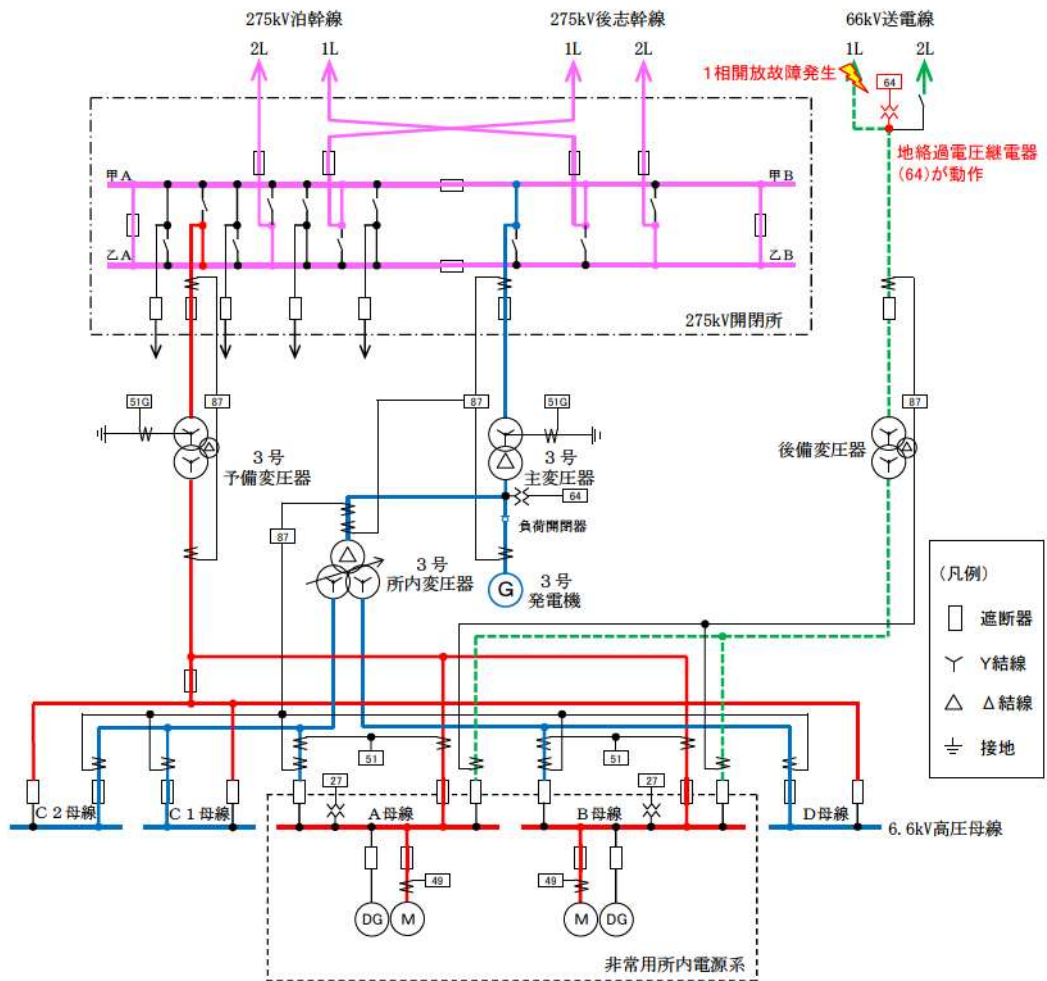 275kV泊幹線
275kV後志幹線
66kV送電線
2L
1L
1L
2L
1L
2L
1相開放故障発生
64
地絡過電圧継電器
(64)が動作
甲A
甲B
乙A
乙B
275kV開閉所
51G
87
87
51G
87
3号
予備変圧器
3号
主変圧器
後備変圧器
64
負荷開閉器
87
3号
所内変圧器
G
3号
発電機
(凡例)
遮断器
Y結線
Δ結線
接地
51
51
27
27
C2母線
C1母線
A母線
B母線
D母線
6.6kV高圧母線
49
49
DG
M
M
DG
非常用所内電源系